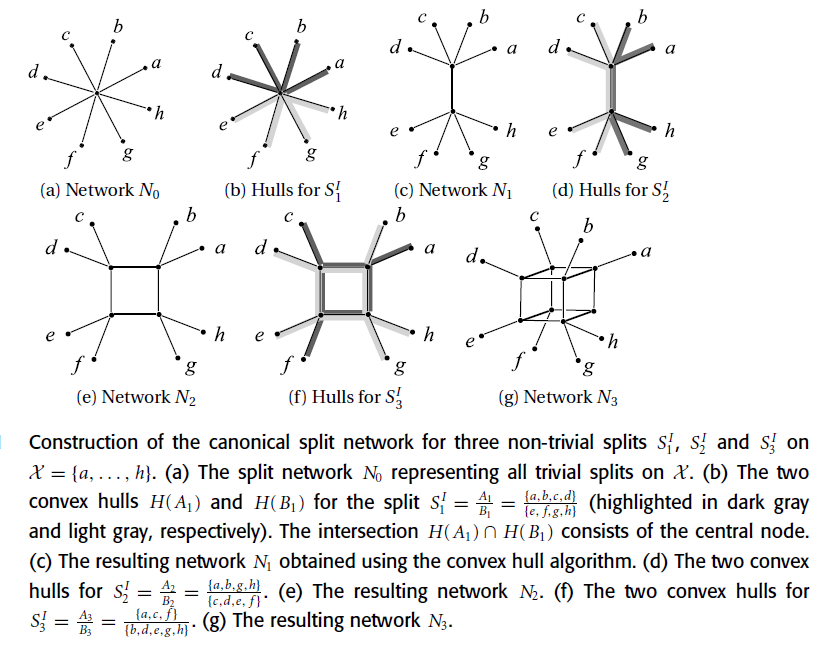 c b a d h e f g
c b a d h e f g
c b a d h e f g
c b a d h e f g
(a) Network N₀ (b) Hulls for S₁ᴵ (c) Network N₁ (d) Hulls for S₂ᴵ
c b d a e h f g
c b d a e h f g
c b d a e h f g
(e) Network N₂ (f) Hulls for S₃ᴵ (g) Network N₃
Construction of the canonical split network for three non-trivial splits S₁ᴵ, S₂ᴵ and S₃ᴵ on
𝒳 = {a, . . . , h}. (a) The split network N₀ representing all trivial splits on 𝒳. (b) The two
convex hulls H(A₁) and H(B₁) for the split S₁ᴵ = A₁/B₁ = {a,b,c,d}/{e,f,g,h} (highlighted in dark gray
and light gray, respectively). The intersection H(A₁) ∩ H(B₁) consists of the central node.
(c) The resulting network N₁ obtained using the convex hull algorithm. (d) The two convex
hulls for S₂ᴵ = A₂/B₂ = {a,b,g,h}/{c,d,e,f}. (e) The resulting network N₂. (f) The two convex hulls for
S₃ᴵ = A₃/B₃ = {a,c,f}/{b,d,e,g,h}. (g) The resulting network N₃.